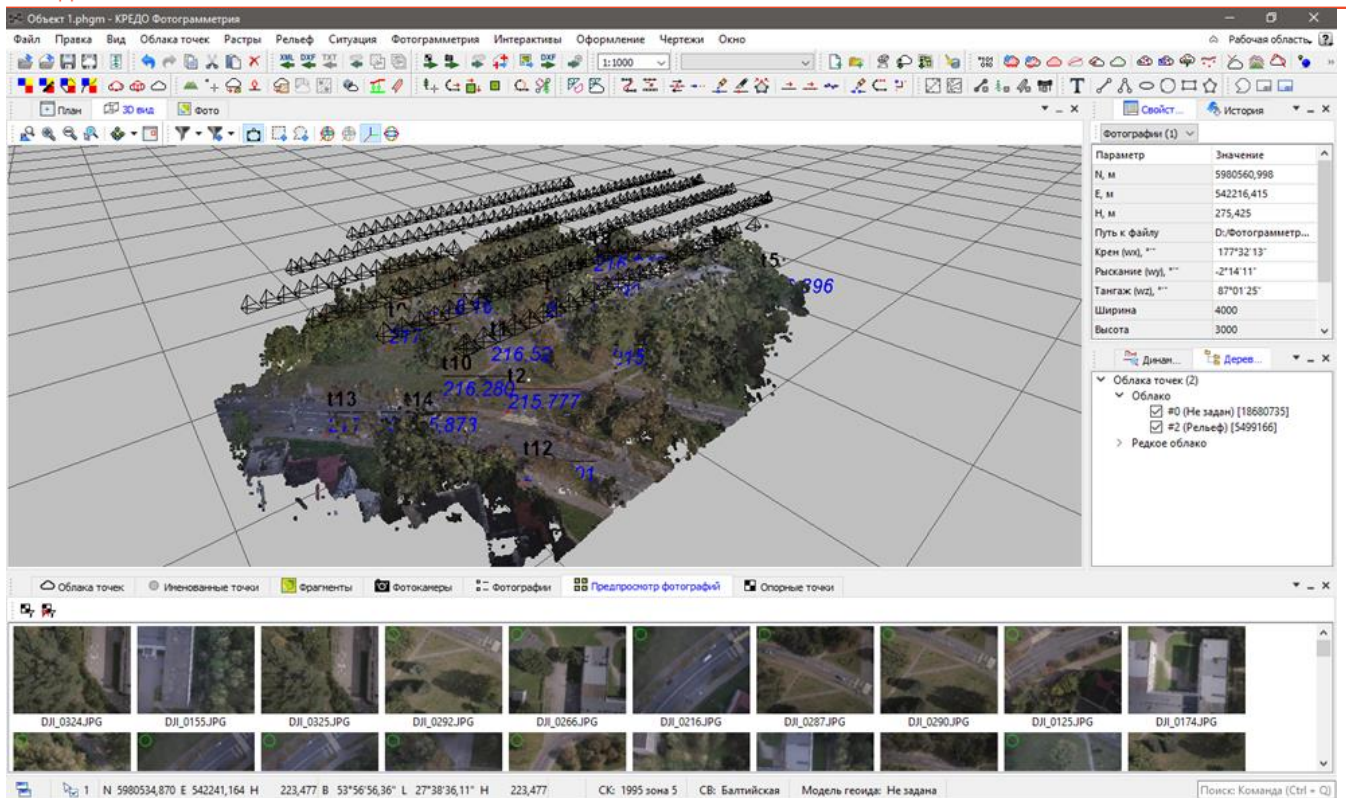 Объект 1.phgm - КРЕДО Фотограмметрия
Файл Правка Вид Облака точек Растры Рельеф Ситуация Фотограмметрия Интерактивы Оформление Чертежи Окно Рабочая область
1:1000
План 3D вид Фото
Свойст... История
Фотографии (1)
Параметр Значение
N, м 5980560,998
E, м 542216,415
H, м 275,425
Путь к файлу D:/Фотограмметр...
Крен (wx), °'" 177°32'13"
Рыскание (wy), °'" -2°14'11"
Тангаж (wz), °'" 87°01'25"
Ширина 4000
Высота 3000
t5
t10
216.52
216.280
t2
215.777
t13
t14
5.873
t12
Динам... Дерев...
Облака точек (2)
Облако
#0 (Не задан) [18680735]
#2 (Рельеф) [5499166]
Редкое облако
Облака точек Именованные точки Фрагменты Фотокамеры Фотографии Предпросмотр фотографий Опорные точки
DJI_0324.JPG DJI_0155.JPG DJI_0325.JPG DJI_0292.JPG DJI_0266.JPG DJI_0216.JPG DJI_0287.JPG DJI_0290.JPG DJI_0125.JPG DJI_0174.JPG
1 N 5980534,870 E 542241,164 H 223,477 B 53°56'56,36" L 27°38'36,11" H 223,477 СК: 1995 зона 5 СВ: Балтийская Модель геоида: Не задана Поиск: Команда (Ctrl + Q)